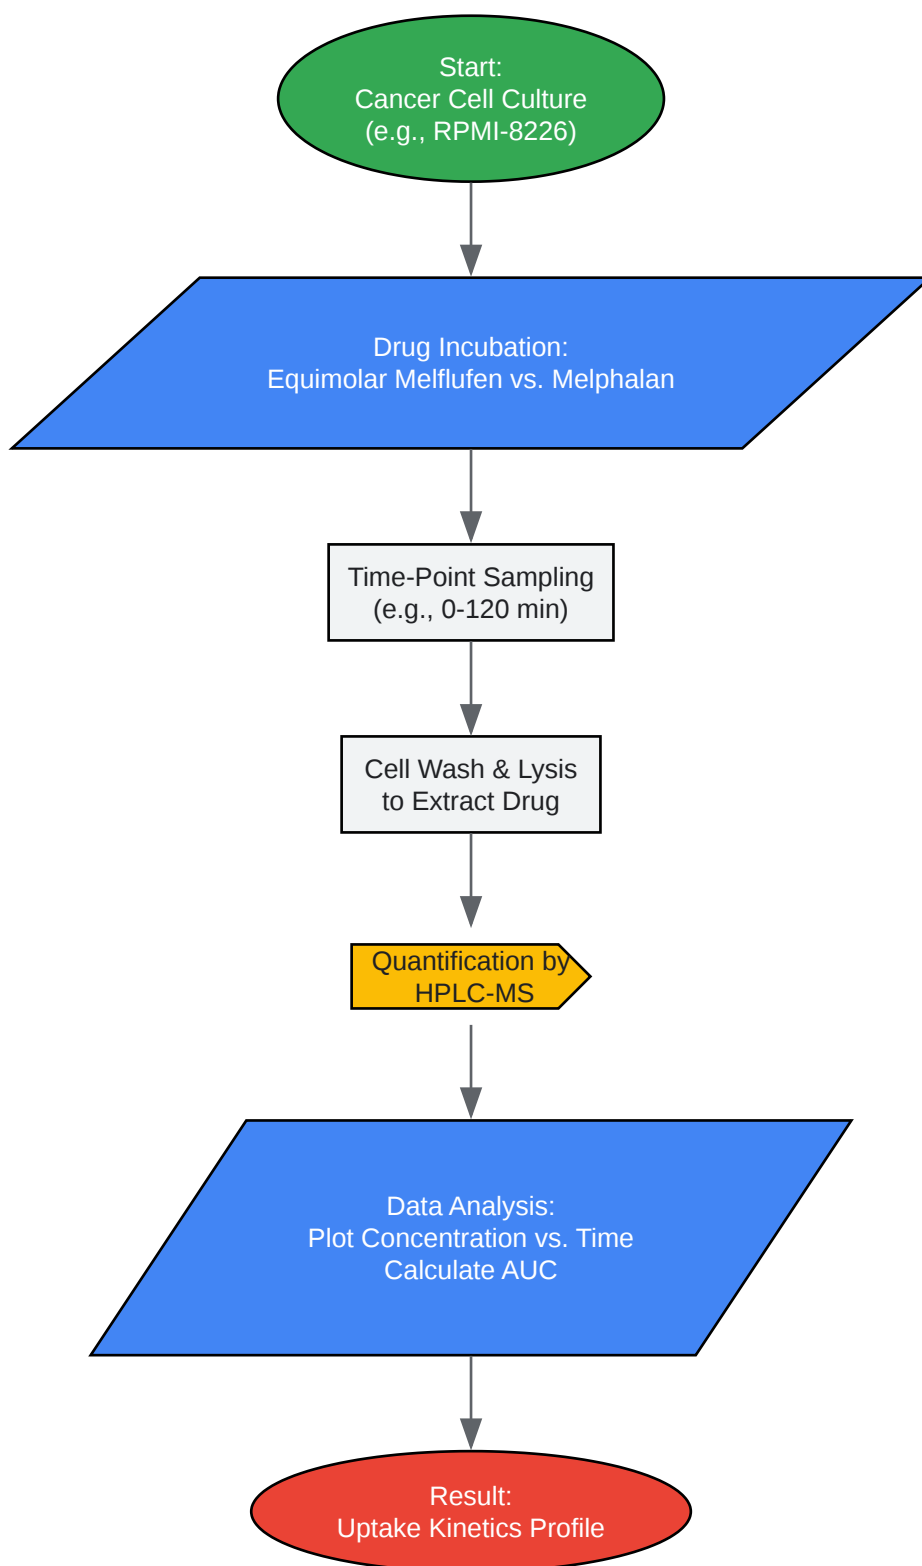 Start:
Cancer Cell Culture
(e.g., RPMI-8226)
Drug Incubation:
Equimolar Melflufen vs. Melphalan
Time-Point Sampling
(e.g., 0-120 min)
Cell Wash & Lysis
to Extract Drug
Quantification by
HPLC-MS
Data Analysis:
Plot Concentration vs. Time
Calculate AUC
Result:
Uptake Kinetics Profile